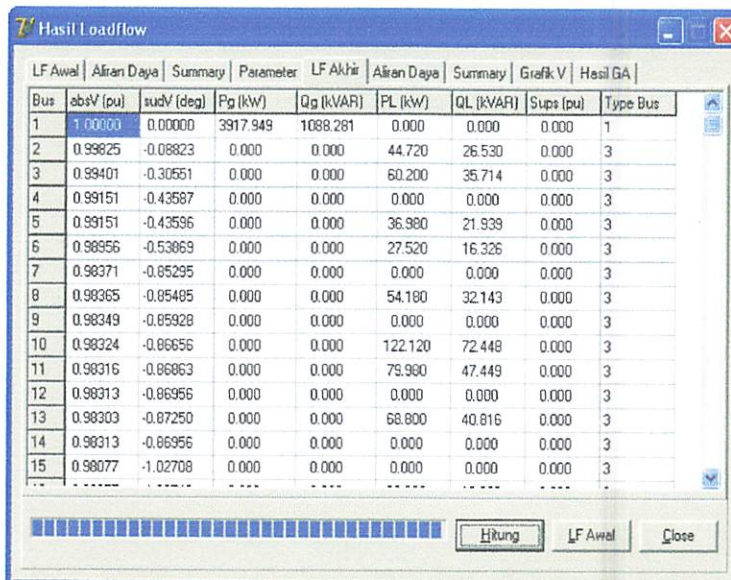 Hasil Loadflow
LF Awal Aliran Daya Summary Parameter LF Akhir Aliran Daya Summary Grafik V Hasil GA
Bus absV (pu) sudV (deg) Pg (kW) Qg (kVAR) PL (kW) QL (kVAR) Sups (pu) Type Bus
1 1.00000 0.00000 3917.949 1088.281 0.000 0.000 0.000 1
2 0.99825 -0.08823 0.000 0.000 44.720 26.530 0.000 3
3 0.99401 -0.30551 0.000 0.000 60.200 35.714 0.000 3
4 0.99151 -0.43587 0.000 0.000 0.000 0.000 0.000 3
5 0.99151 -0.43596 0.000 0.000 36.980 21.939 0.000 3
6 0.98956 -0.53869 0.000 0.000 27.520 16.326 0.000 3
7 0.98371 -0.85295 0.000 0.000 0.000 0.000 0.000 3
8 0.98365 -0.85485 0.000 0.000 54.180 32.143 0.000 3
9 0.98349 -0.85928 0.000 0.000 0.000 0.000 0.000 3
10 0.98324 -0.86656 0.000 0.000 122.120 72.448 0.000 3
11 0.98316 -0.86863 0.000 0.000 79.980 47.449 0.000 3
12 0.98313 -0.86956 0.000 0.000 0.000 0.000 0.000 3
13 0.98303 -0.87250 0.000 0.000 68.800 40.816 0.000 3
14 0.98313 -0.86956 0.000 0.000 0.000 0.000 0.000 3
15 0.98077 -1.02708 0.000 0.000 0.000 0.000 0.000 3
Hitung LF Awal Close